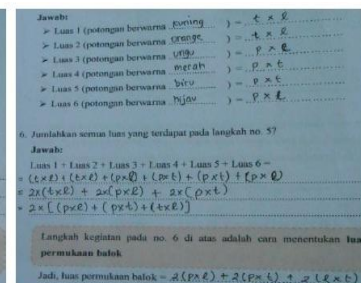 Jawab:
➢ Luas 1 (potongan berwarna kuning ) = t x l
➢ Luas 2 (potongan berwarna orange ) = t x l
➢ Luas 3 (potongan berwarna ungu ) = p x l
➢ Luas 4 (potongan berwarna merah ) = p x t
➢ Luas 5 (potongan berwarna biru ) = p x t
➢ Luas 6 (potongan berwarna hijau ) = p x l
6. Jumlahkan semua luas yang terdapat pada langkah no. 5?
Jawab:
Luas 1 + Luas 2 + Luas 3 + Luas 4 + Luas 5 + Luas 6 =
= (t x l) + (t x l) + (p x l) + (p x t) + (p x t) + (p x l)
= 2x(t x l) + 2x(p x l) + 2x(p x t)
= 2x[(p x l) + (p x t) + (t x l)]
Langkah kegiatan pada no. 6 di atas adalah cara menentukan lua
permukaan balok
Jadi, luas permukaan balok = 2(p x l) + 2(p x t) + 2(l x t)